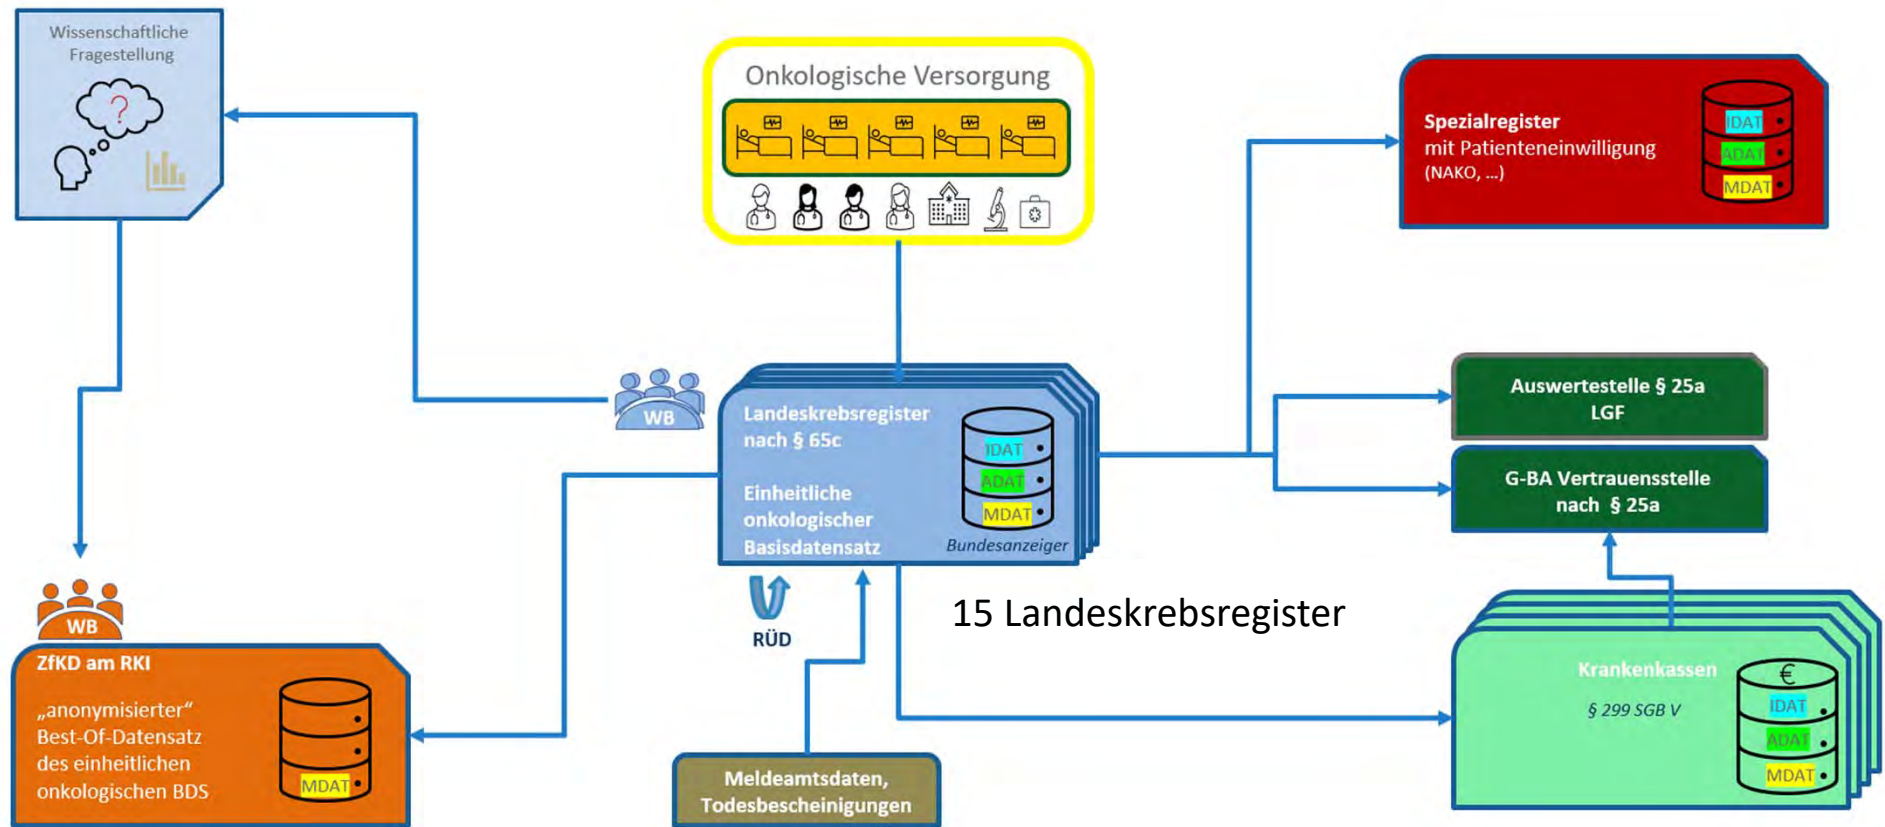 Wissenschaftliche
Fragestellung
?
Onkologische Versorgung
Spezialregister
mit Patienteneinwilligung
(NAKO, …)
IDAT
ADAT
MDAT
WB
Landeskrebsregister
nach § 65c
Einheitliche
onkologischer
Basisdatensatz
IDAT
ADAT
MDAT
Bundesanzeiger
Auswertestelle § 25a
LGF
G-BA Vertrauensstelle
nach § 25a
RÜD
15 Landeskrebsregister
WB
ZfKD am RKI
„anonymisierter“
Best-Of-Datensatz
des einheitlichen
onkologischen BDS
MDAT
Meldeamtsdaten,
Todesbescheinigungen
Krankenkassen
§ 299 SGB V
€
IDAT
ADAT
MDAT